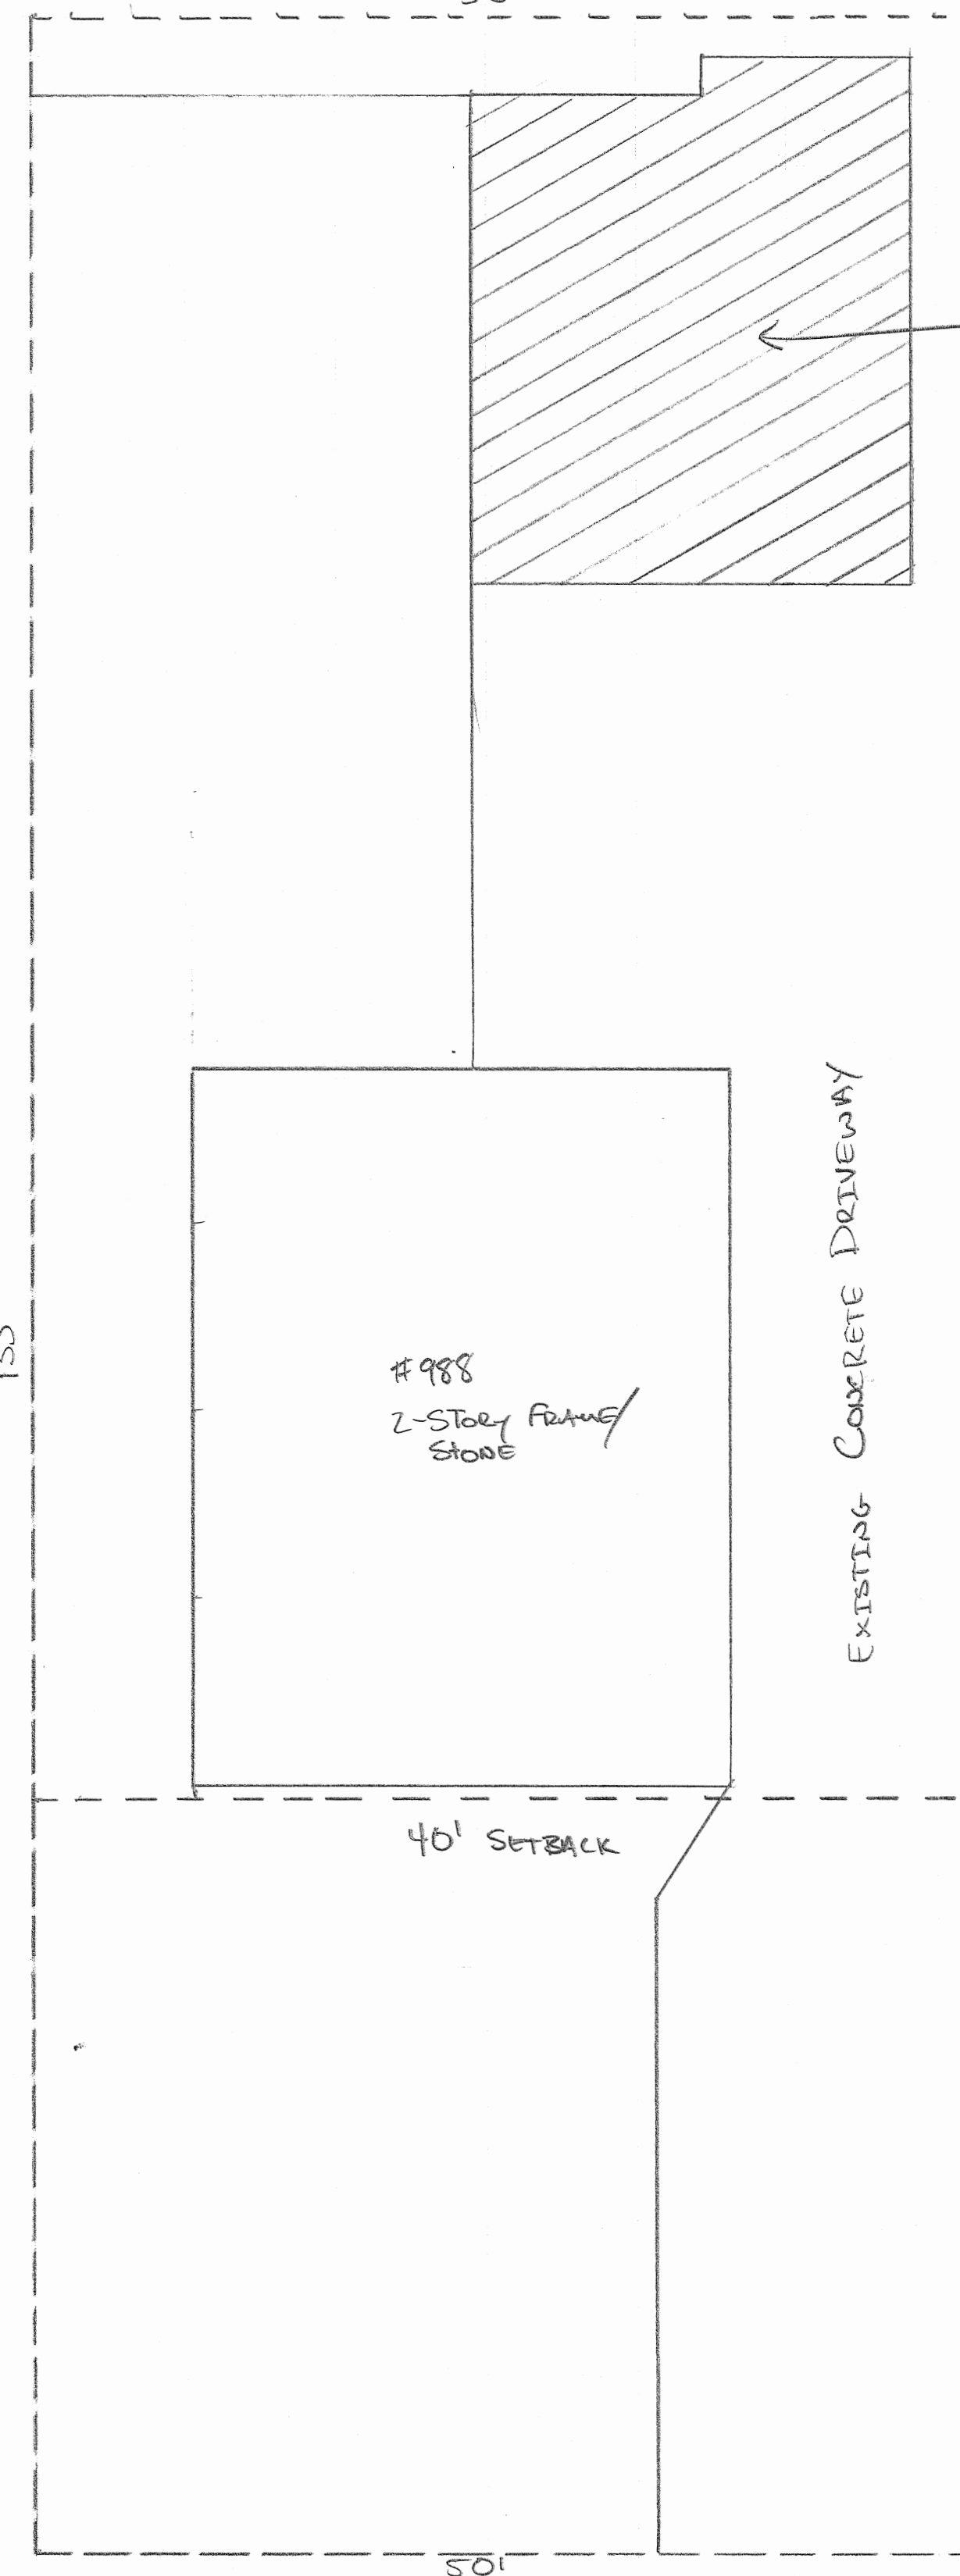 #988
2-STORY FRAME/
STONE
EXISTING CONCRETE DRIVEWAY
40' SETBACK
50'